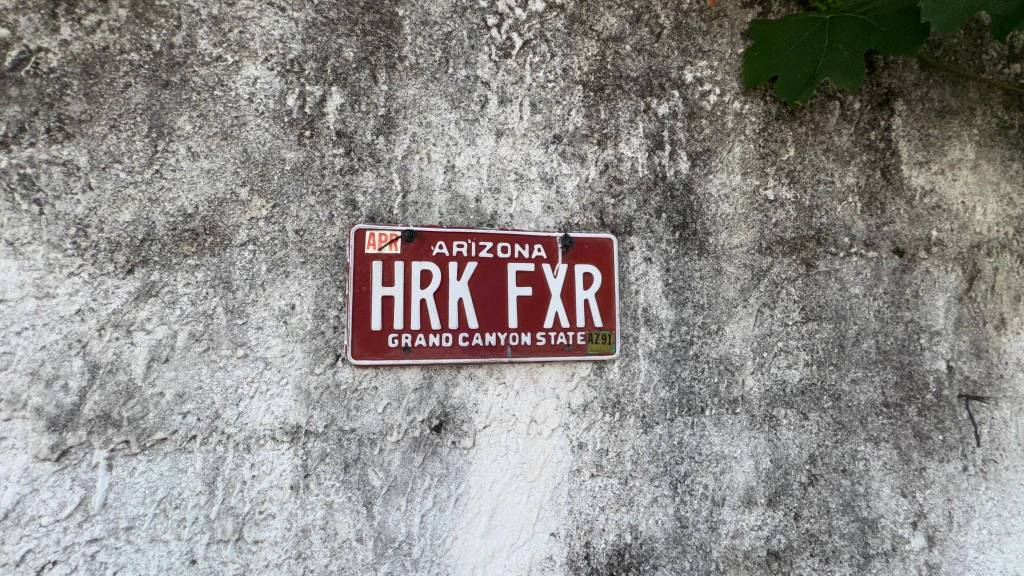 APR
ARIZONA
HRK FXR
GRAND CANYON STATE
AZ91